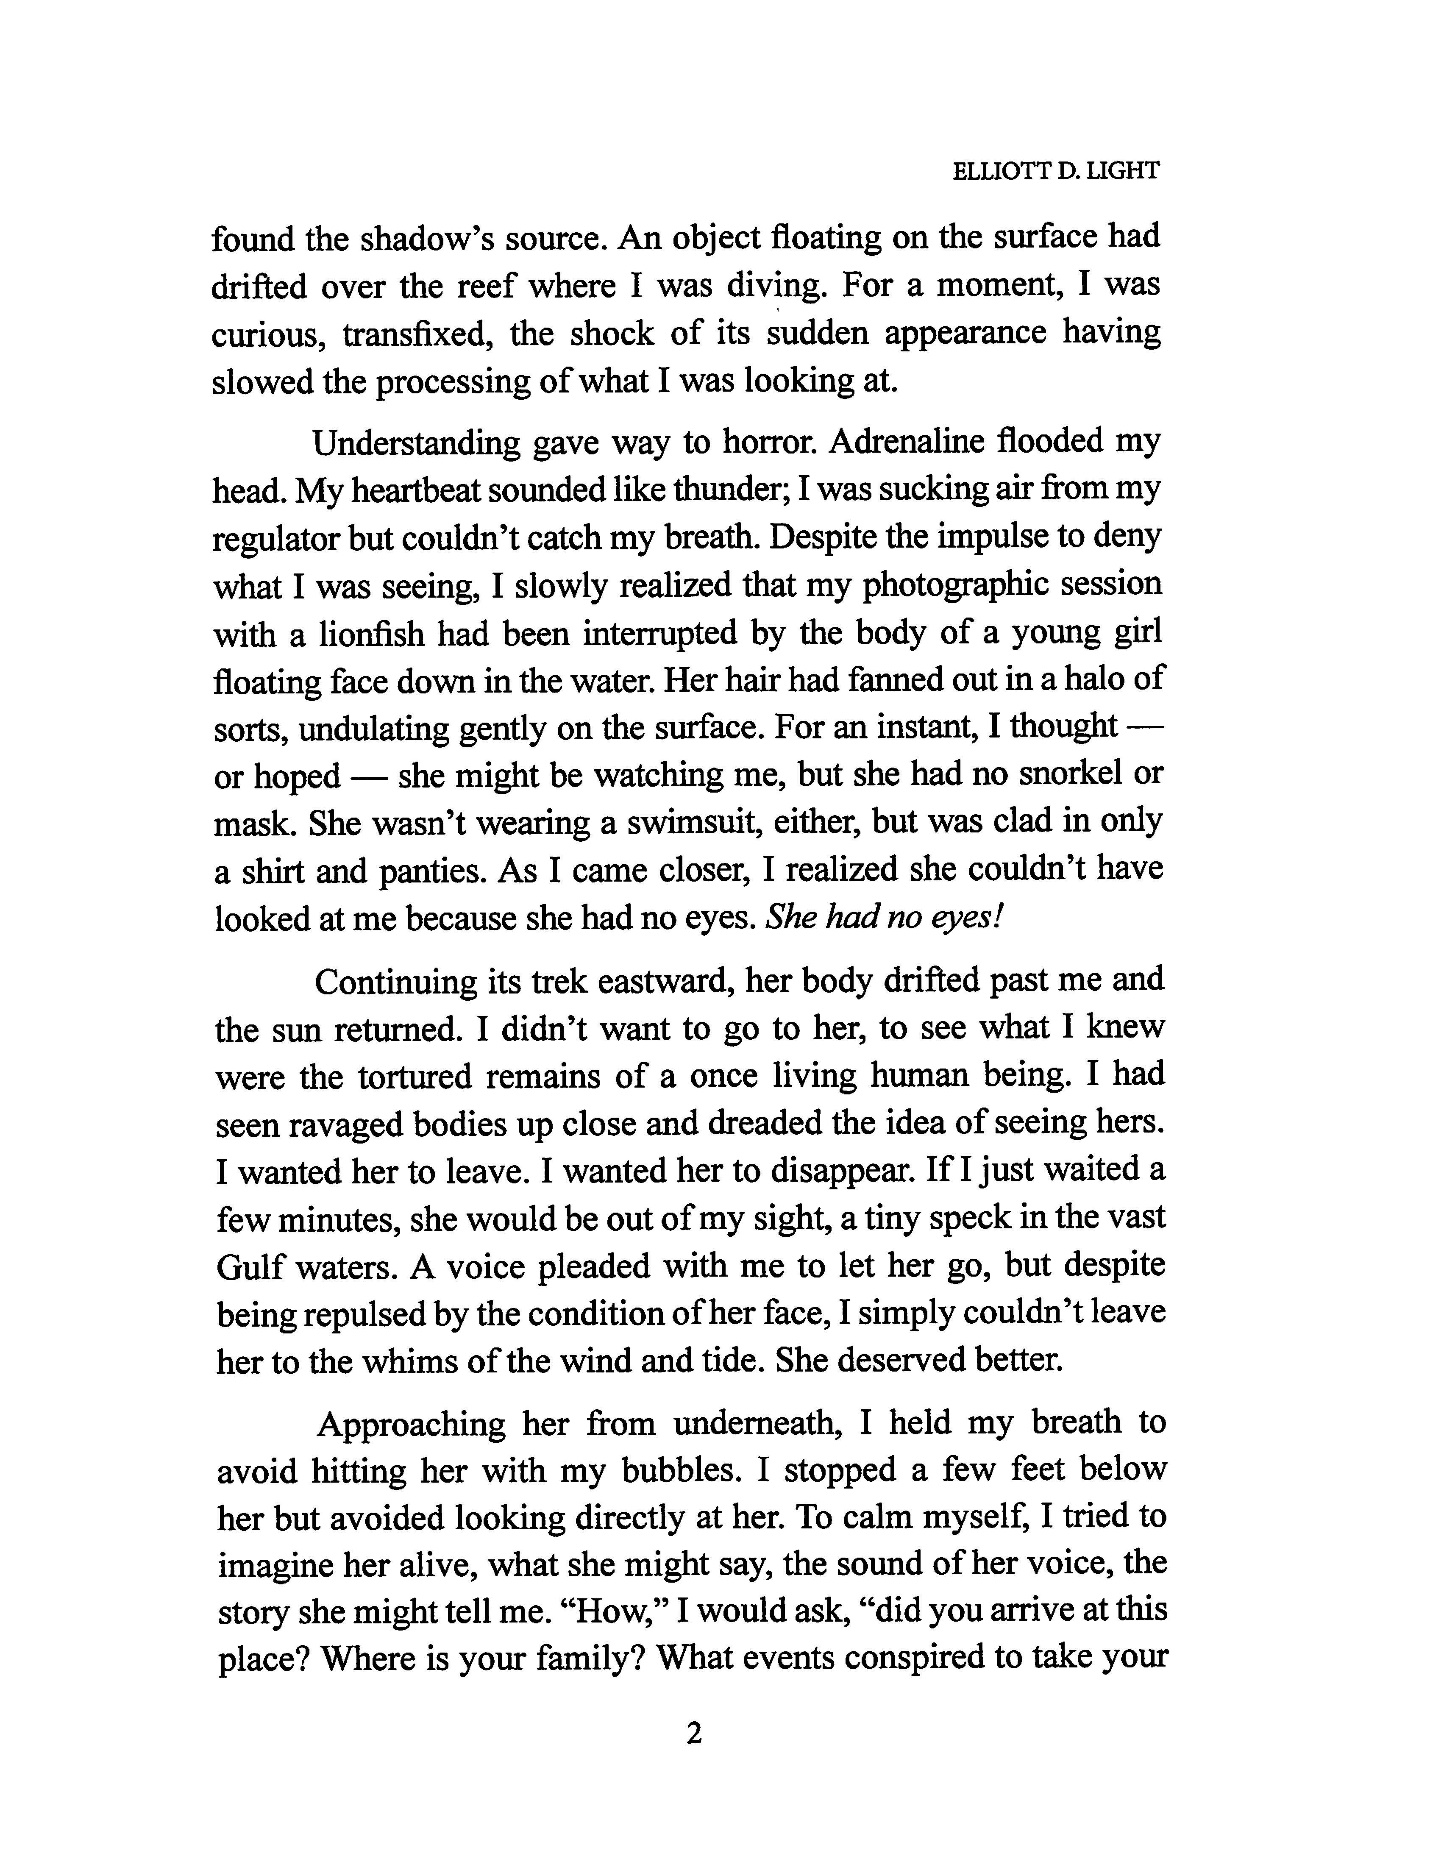 ELLIOTT D. LIGHT
found the shadow's source. An object floating on the surface had
drifted over the reef where I was diving. For a moment, I was
curious, transfixed, the shock of its sudden appearance having
slowed the processing of what I was looking at.
Understanding gave way to horror. Adrenaline flooded my
head. My heartbeat sounded like thunder; I was sucking air from my
regulator but couldn't catch my breath. Despite the impulse to deny
what I was seeing, I slowly realized that my photographic session
with a lionfish had been interrupted by the body of a young girl
floating face down in the water. Her hair had fanned out in a halo of
sorts, undulating gently on the surface. For an instant, I thought —
or hoped — she might be watching me, but she had no snorkel or
mask. She wasn't wearing a swimsuit, either, but was clad in only
a shirt and panties. As I came closer, I realized she couldn't have
looked at me because she had no eyes. She had no eyes!
Continuing its trek eastward, her body drifted past me and
the sun returned. I didn't want to go to her, to see what I knew
were the tortured remains of a once living human being. I had
seen ravaged bodies up close and dreaded the idea of seeing hers.
I wanted her to leave. I wanted her to disappear. If I just waited a
few minutes, she would be out of my sight, a tiny speck in the vast
Gulf waters. A voice pleaded with me to let her go, but despite
being repulsed by the condition of her face, I simply couldn't leave
her to the whims of the wind and tide. She deserved better.
Approaching her from underneath, I held my breath to
avoid hitting her with my bubbles. I stopped a few feet below
her but avoided looking directly at her. To calm myself, I tried to
imagine her alive, what she might say, the sound of her voice, the
story she might tell me. “How,” I would ask, “did you arrive at this
place? Where is your family? What events conspired to take your
2